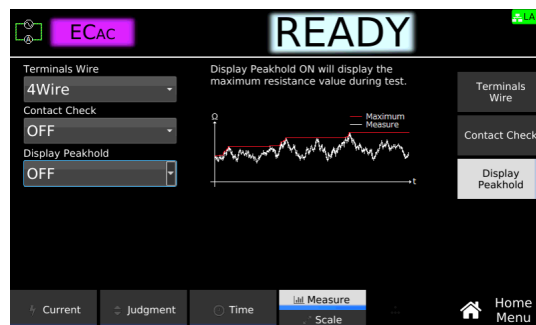 ECAC
READY
LA
Terminals Wire
4Wire
Contact Check
OFF
Display Peakhold
OFF
Display Peakhold ON will display the
maximum resistance value during test.
Ω
Maximum
Measure
t
Terminals
Wire
Contact Check
Display
Peakhold
Current
Judgment
Time
Measure
Scale
Home
Menu